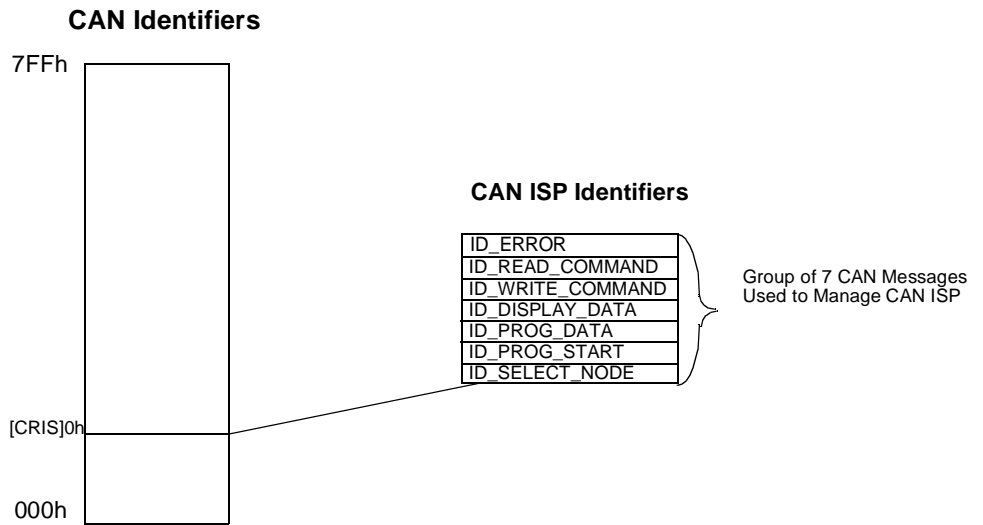 CAN Identifiers
7FFh
CAN ISP Identifiers
ID_ERROR
ID_READ_COMMAND
ID_WRITE_COMMAND
ID_DISPLAY_DATA
ID_PROG_DATA
ID_PROG_START
ID_SELECT_NODE
Group of 7 CAN Messages
Used to Manage CAN ISP
[CRIS]0h
000h